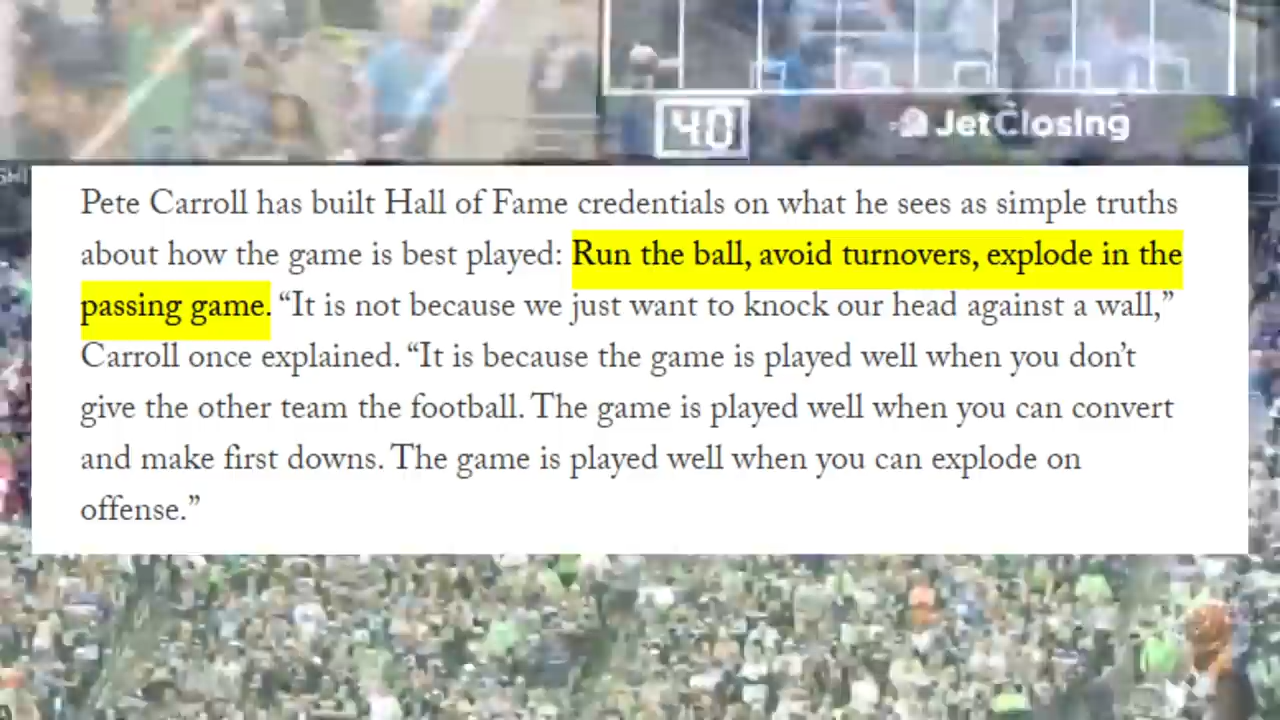 40
JetClosing
Pete Carroll has built Hall of Fame credentials on what he sees as simple truths
about how the game is best played: Run the ball, avoid turnovers, explode in the
passing game. “It is not because we just want to knock our head against a wall,”
Carroll once explained. “It is because the game is played well when you don’t
give the other team the football. The game is played well when you can convert
and make first downs. The game is played well when you can explode on
offense.”